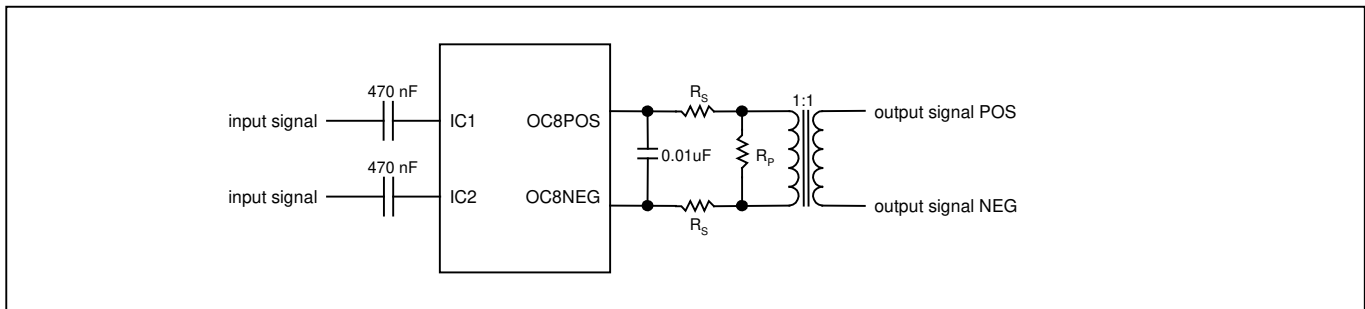 470 nF
input signal
IC1
470 nF
input signal
IC2
OC8POS
OC8NEG
0.01uF
R_S
R_P
R_S
1:1
output signal POS
output signal NEG